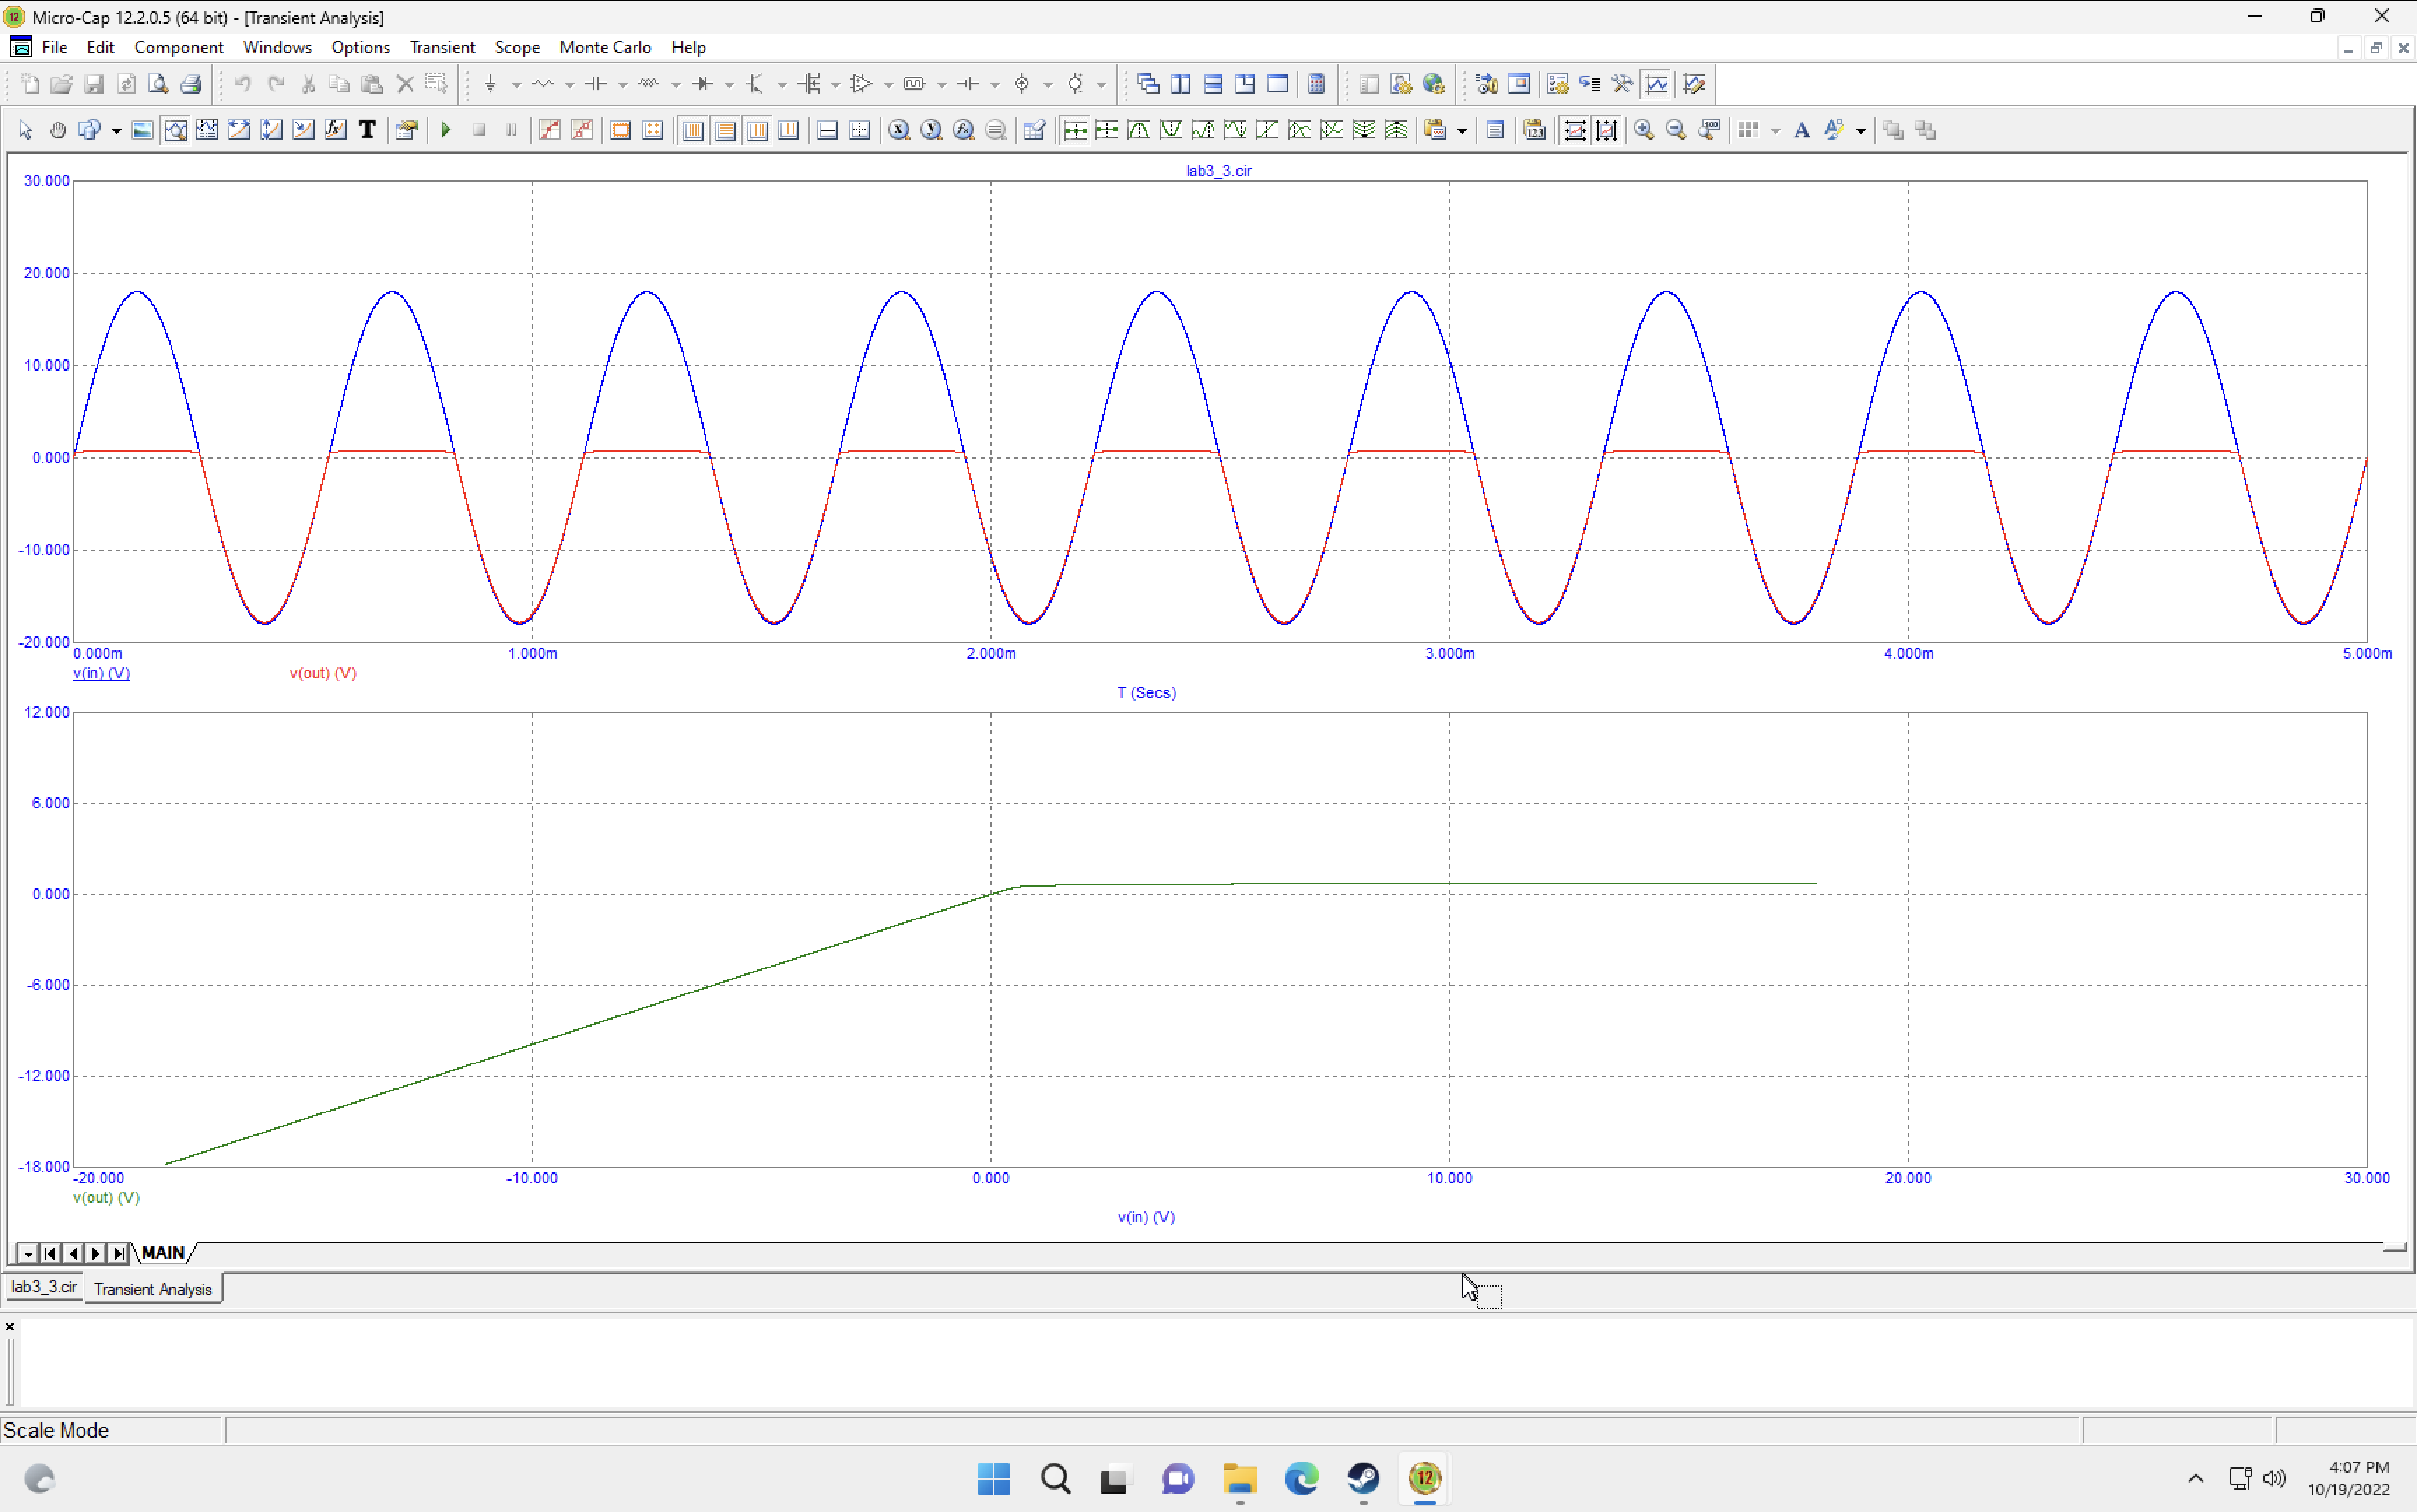 Micro-Cap 12.2.0.5 (64 bit) - [Transient Analysis]
File Edit Component Windows Options Transient Scope Monte Carlo Help
lab3_3.cir
30.000
20.000
10.000
0.000
-10.000
-20.000
0.000m 1.000m 2.000m 3.000m 4.000m 5.000m
v(in) (V) v(out) (V)
T (Secs)
12.000
6.000
0.000
-6.000
-12.000
-18.000
-20.000 -10.000 0.000 10.000 20.000 30.000
v(out) (V)
v(in) (V)
MAIN
lab3_3.cir Transient Analysis
Scale Mode
12
4:07 PM
10/19/2022